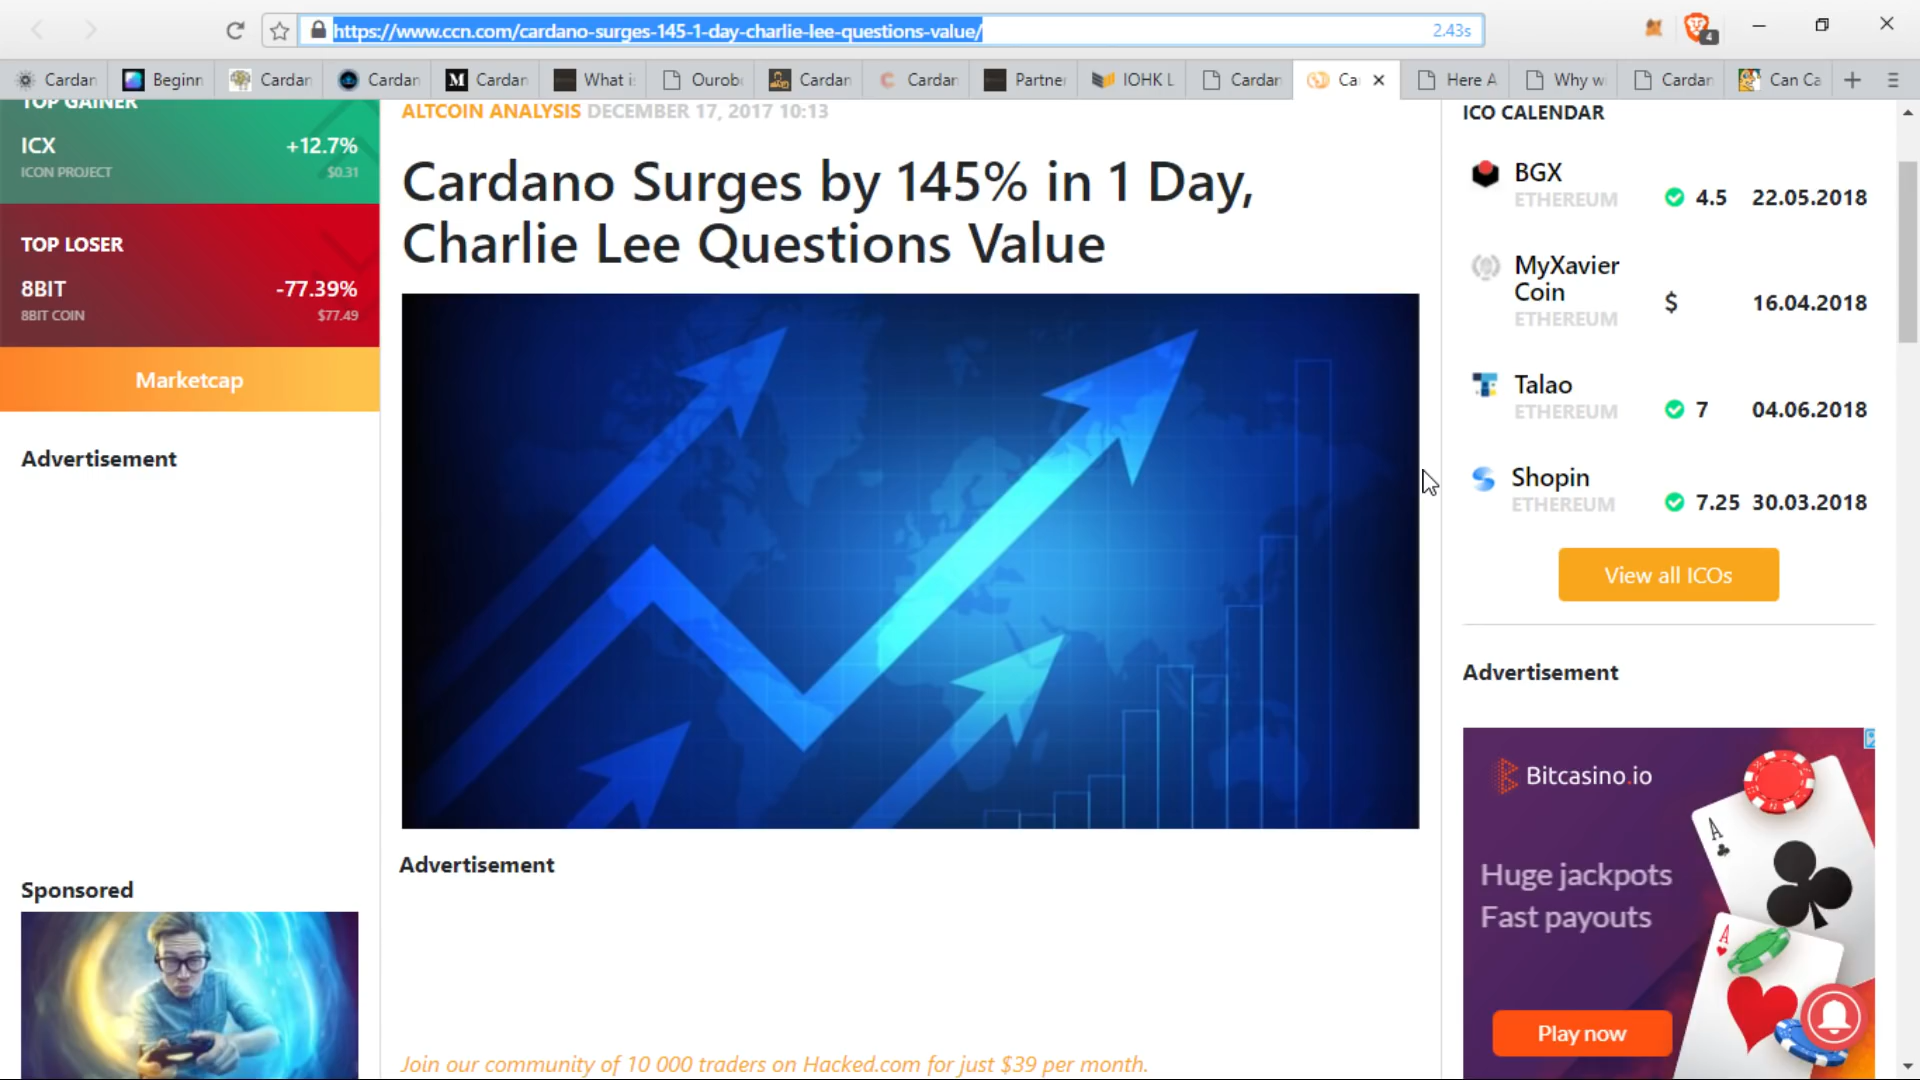 https://www.ccn.com/cardano-surges-145-1-day-charlie-lee-questions-value/
2.43s
4
Cardan
Beginn
Cardan
Cardan
M Cardan
What is
Ourob
Cardan
Cardan
Partne
IOHK L
Cardan
Ca
Here A
Why w
Cardan
Can Ca
TOP GAINER
ICX +12.7%
ICON PROJECT $0.31
TOP LOSER
8BIT -77.39%
8BIT COIN $77.49
Marketcap
Advertisement
Sponsored
ALTCOIN ANALYSIS DECEMBER 17, 2017 10:13
Cardano Surges by 145% in 1 Day,
Charlie Lee Questions Value
Advertisement
Join our community of 10 000 traders on Hacked.com for just $39 per month.
ICO CALENDAR
BGX
ETHEREUM 4.5 22.05.2018
MyXavier
Coin
ETHEREUM $ 16.04.2018
Talao
ETHEREUM 7 04.06.2018
Shopin
ETHEREUM 7.25 30.03.2018
View all ICOs
Advertisement
Bitcasino.io
Huge jackpots
Fast payouts
Play now
A
A